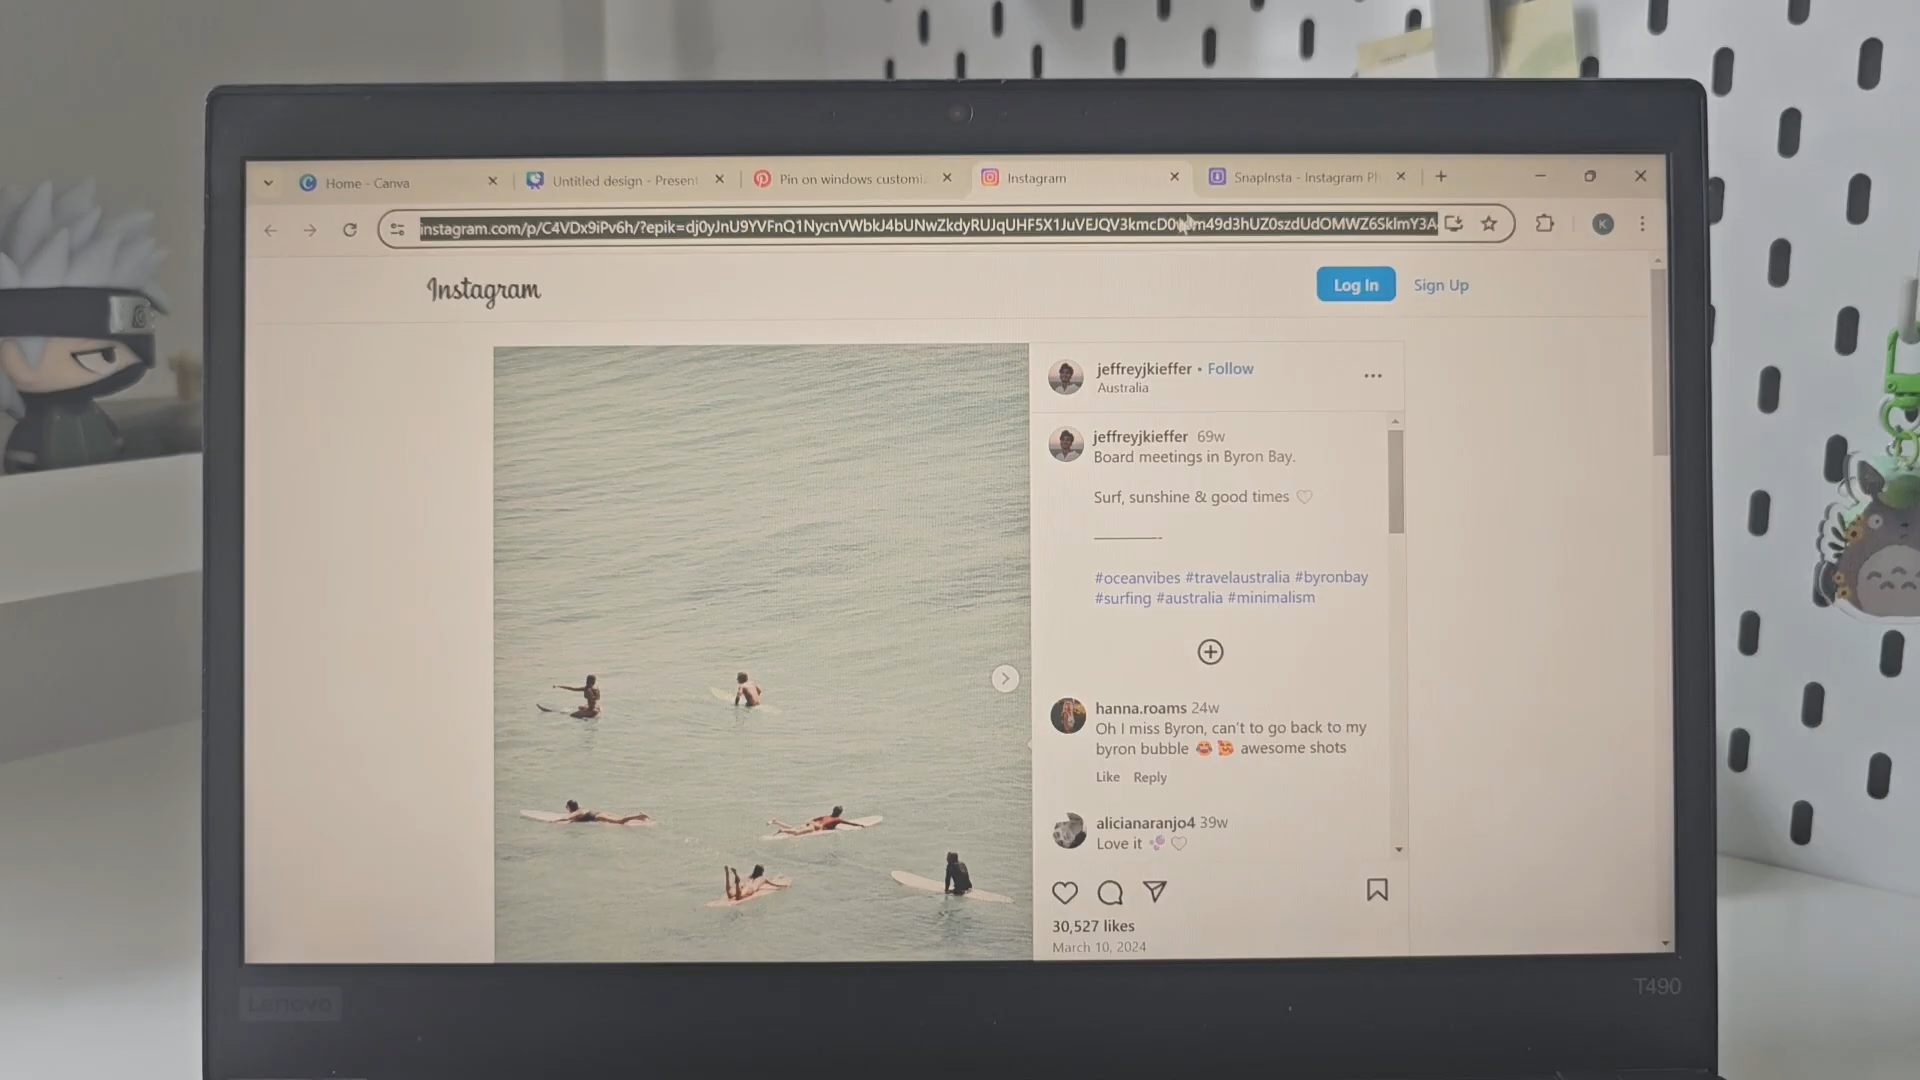 Home - Canva
Untitled design - Present
Pin on windows customi
Instagram
SnapInsta - Instagram Ph
instagram.com/p/C4VDx9iPv6h/?epik=
K
Instagram
Log In
Sign Up
jeffreyjkieffer • Follow
Australia
jeffreyjkieffer 69w
Board meetings in Byron Bay.
Surf, sunshine & good times ♡
#oceanvibes #travelaustralia #byronbay
#surfing #australia #minimalism
hanna.roams 24w
Oh I miss Byron, can't to go back to my
byron bubble 😂 🥰 awesome shots
Like Reply
alicianaranjo4 39w
Love it 🫧 ♡
30,527 likes
March 10, 2024
Lenovo
T490